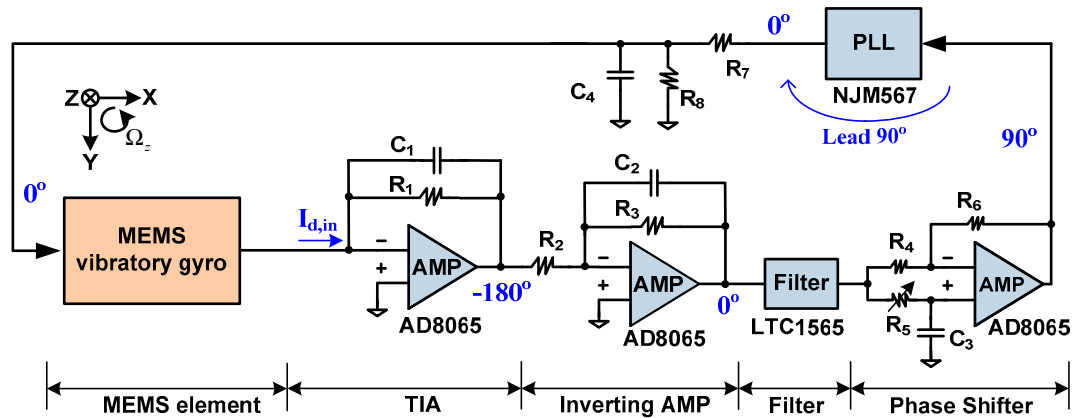 0°
PLL
R7
NJM567
C4
R8
Lead 90°
Z
X
Y
Ωz
90°
0°
C1
R1
C2
R3
R6
MEMS
vibratory gyro
Id,in
−
+
AMP
-180°
AD8065
R2
−
+
AMP
0°
AD8065
Filter
LTC1565
R4
R5
−
+
AMP
C3
AD8065
MEMS element
TIA
Inverting AMP
Filter
Phase Shifter